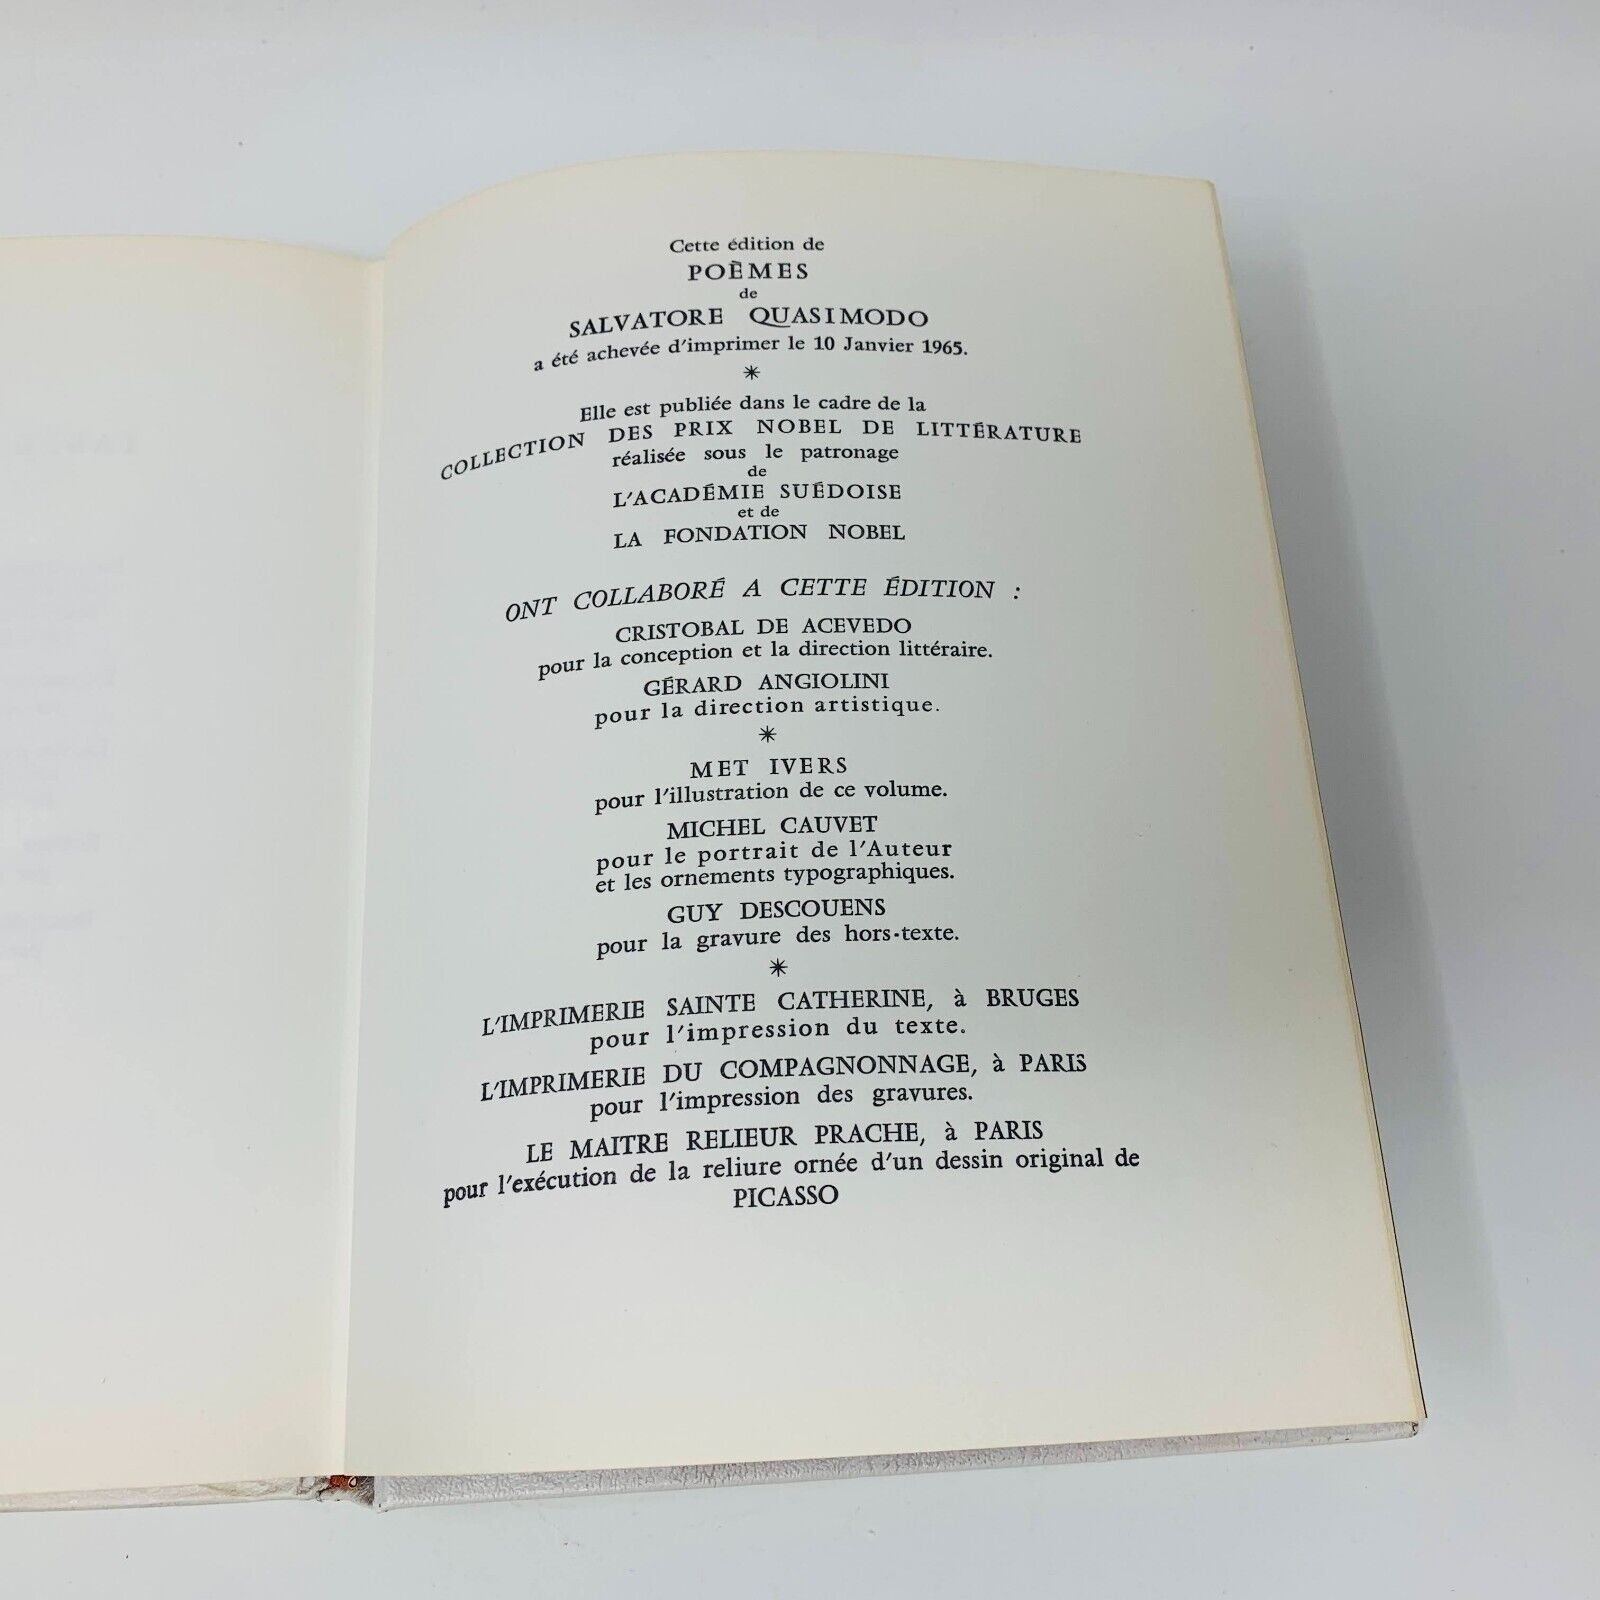 Cette édition de
POÈMES
de
SALVATORE QUASIMODO
a été achevée d'imprimer le 10 Janvier 1965.
*
Elle est publiée dans le cadre de la
COLLECTION DES PRIX NOBEL DE LITTÉRATURE
réalisée sous le patronage
de
L'ACADÉMIE SUÉDOISE
et de
LA FONDATION NOBEL
ONT COLLABORÉ A CETTE ÉDITION :
CRISTOBAL DE ACEVEDO
pour la conception et la direction littéraire.
GÉRARD ANGIOLINI
pour la direction artistique.
*
MET IVERS
pour l'illustration de ce volume.
MICHEL CAUVET
pour le portrait de l'Auteur
et les ornements typographiques.
GUY DESCOUENS
pour la gravure des hors-texte.
*
L'IMPRIMERIE SAINTE CATHERINE, à BRUGES
pour l'impression du texte.
L'IMPRIMERIE DU COMPAGNONNAGE, à PARIS
pour l'impression des gravures.
LE MAITRE RELIEUR PRACHE, à PARIS
pour l'exécution de la reliure ornée d'un dessin original de
PICASSO